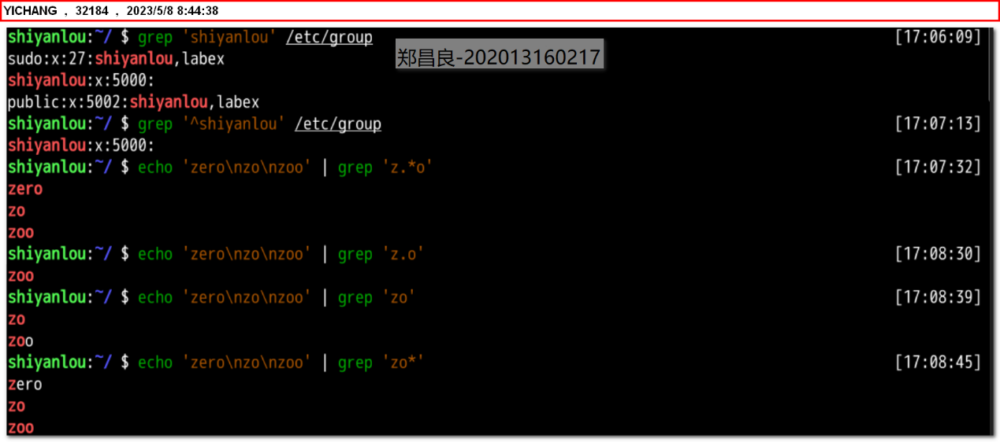 YICHANG , 32184 , 2023/5/8 8:44:38
shiyanlou:~/ $ grep 'shiyanlou' /etc/group [17:06:09]
郑昌良-202013160217
sudo:x:27:shiyanlou,labex
shiyanlou:x:5000:
public:x:5002:shiyanlou,labex
shiyanlou:~/ $ grep '^shiyanlou' /etc/group [17:07:13]
shiyanlou:x:5000:
shiyanlou:~/ $ echo 'zero\nzo\nzoo' | grep 'z.*o' [17:07:32]
zero
zo
zoo
shiyanlou:~/ $ echo 'zero\nzo\nzoo' | grep 'z.o' [17:08:30]
zoo
shiyanlou:~/ $ echo 'zero\nzo\nzoo' | grep 'zo' [17:08:39]
zo
zoo
shiyanlou:~/ $ echo 'zero\nzo\nzoo' | grep 'zo*' [17:08:45]
zero
zo
zoo